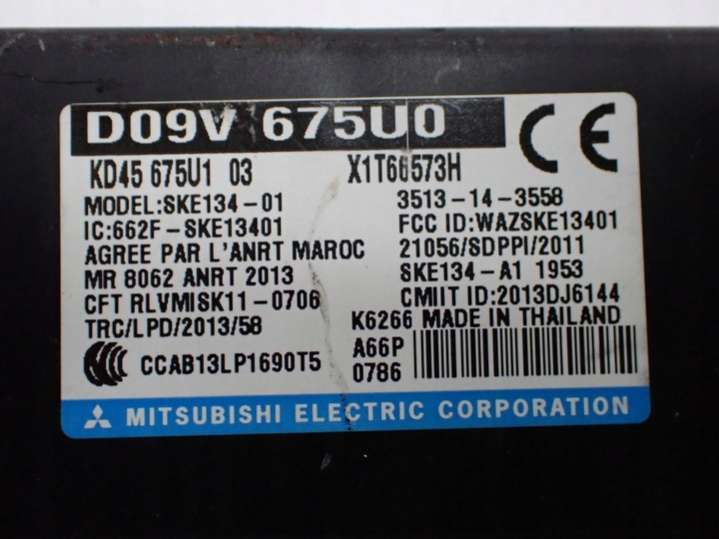 D09V 675U0
KD45 675U1 03 X1T66573H
MODEL:SKE134-01 3513-14-3558
IC:662F-SKE13401 FCC ID:WAZSKE13401
AGREE PAR L'ANRT MAROC 21056/SDPPI/2011
MR 8062 ANRT 2013 SKE134-A1 1953
CFT RLVMISK11-0706 CMIIT ID:2013DJ6144
TRC/LPD/2013/58 K6266 MADE IN THAILAND
CCAB13LP1690T5 A66P
0786
MITSUBISHI ELECTRIC CORPORATION
CE